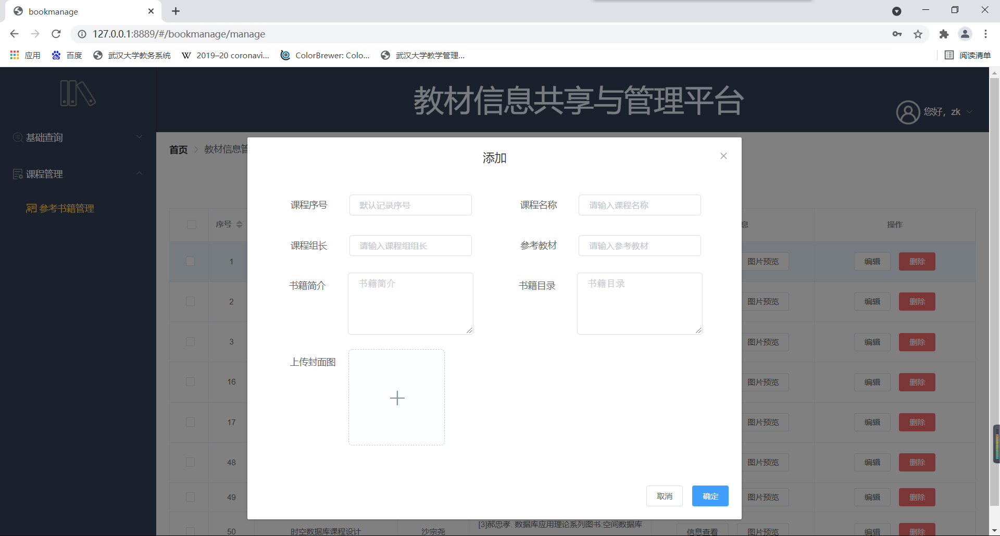 bookmanage
127.0.0.1:8889/#/bookmanage/manage
应用
百度
武汉大学教务系统
W 2019–20 coronavi...
ColorBrewer: Colo...
武汉大学教学管理...
阅读清单
教材信息共享与管理平台
您好，zk
基础查询
课程管理
参考书籍管理
首页 > 教材信息管
添加
课程序号 默认记录序号
课程名称 请输入课程名称
课程组长 请输入课程组组长
参考教材 请输入参考教材
书籍简介 书籍简介
书籍目录 书籍目录
上传封面图
取消 确定
序号 息 操作
1 图片预览 编辑 删除
2 图片预览 编辑 删除
3 图片预览 编辑 删除
16 图片预览 编辑 删除
17 图片预览 编辑 删除
48 图片预览 编辑 删除
49 图片预览 编辑 删除
[3]郝忠孝. 数据库应用理论系列图书:空间数据库
50 时空数据库课程设计 沙宗尧 信息查看 图片预览 编辑 删除